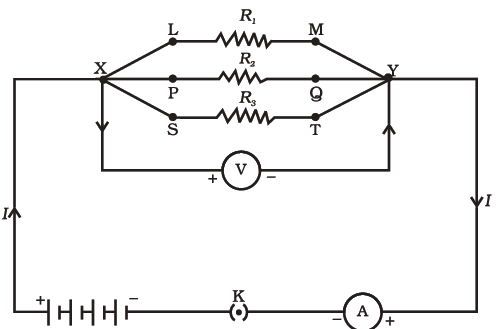 L R₁ M
X P R₂ Q Y
S R₃ T
+ V −
I I
+ − K − A +